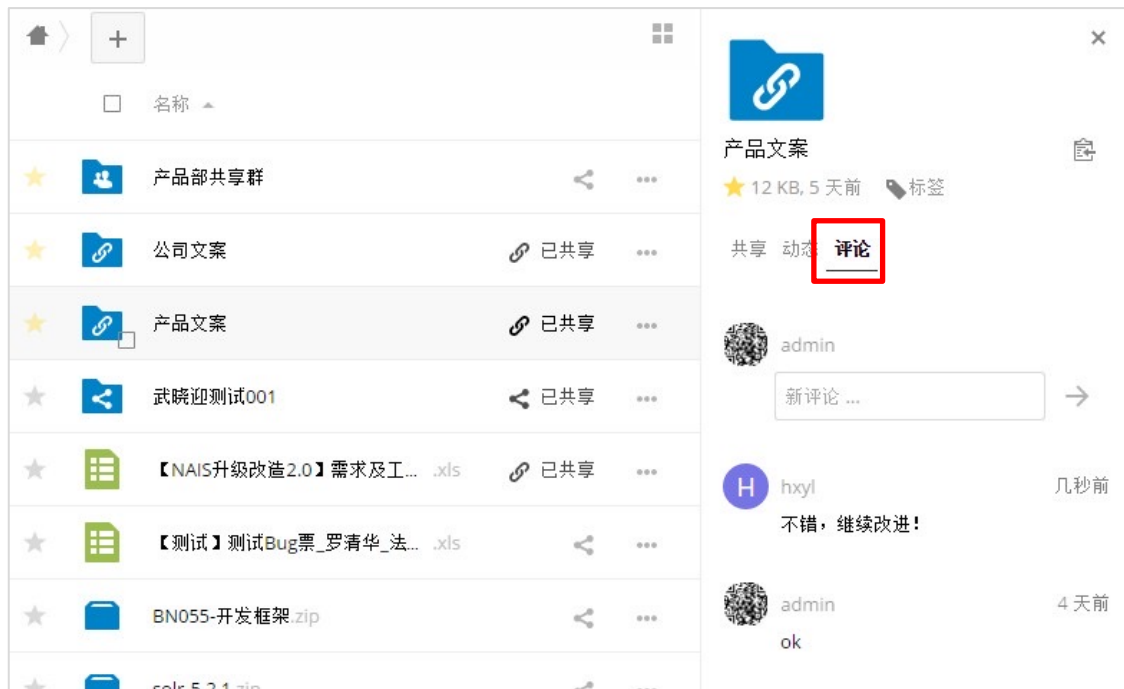 名称
产品部共享群
公司文案 已共享
产品文案 已共享
武晓迎测试001 已共享
【NAIS升级改造2.0】需求及工... .xls 已共享
【测试】测试Bug票_罗清华_法... .xls
BN055-开发框架.zip
solr-5.2.1.zip
产品文案
12 KB, 5 天前 标签
共享 动态 评论
admin
新评论 ...
H hxyl 几秒前
不错，继续改进！
admin 4 天前
ok